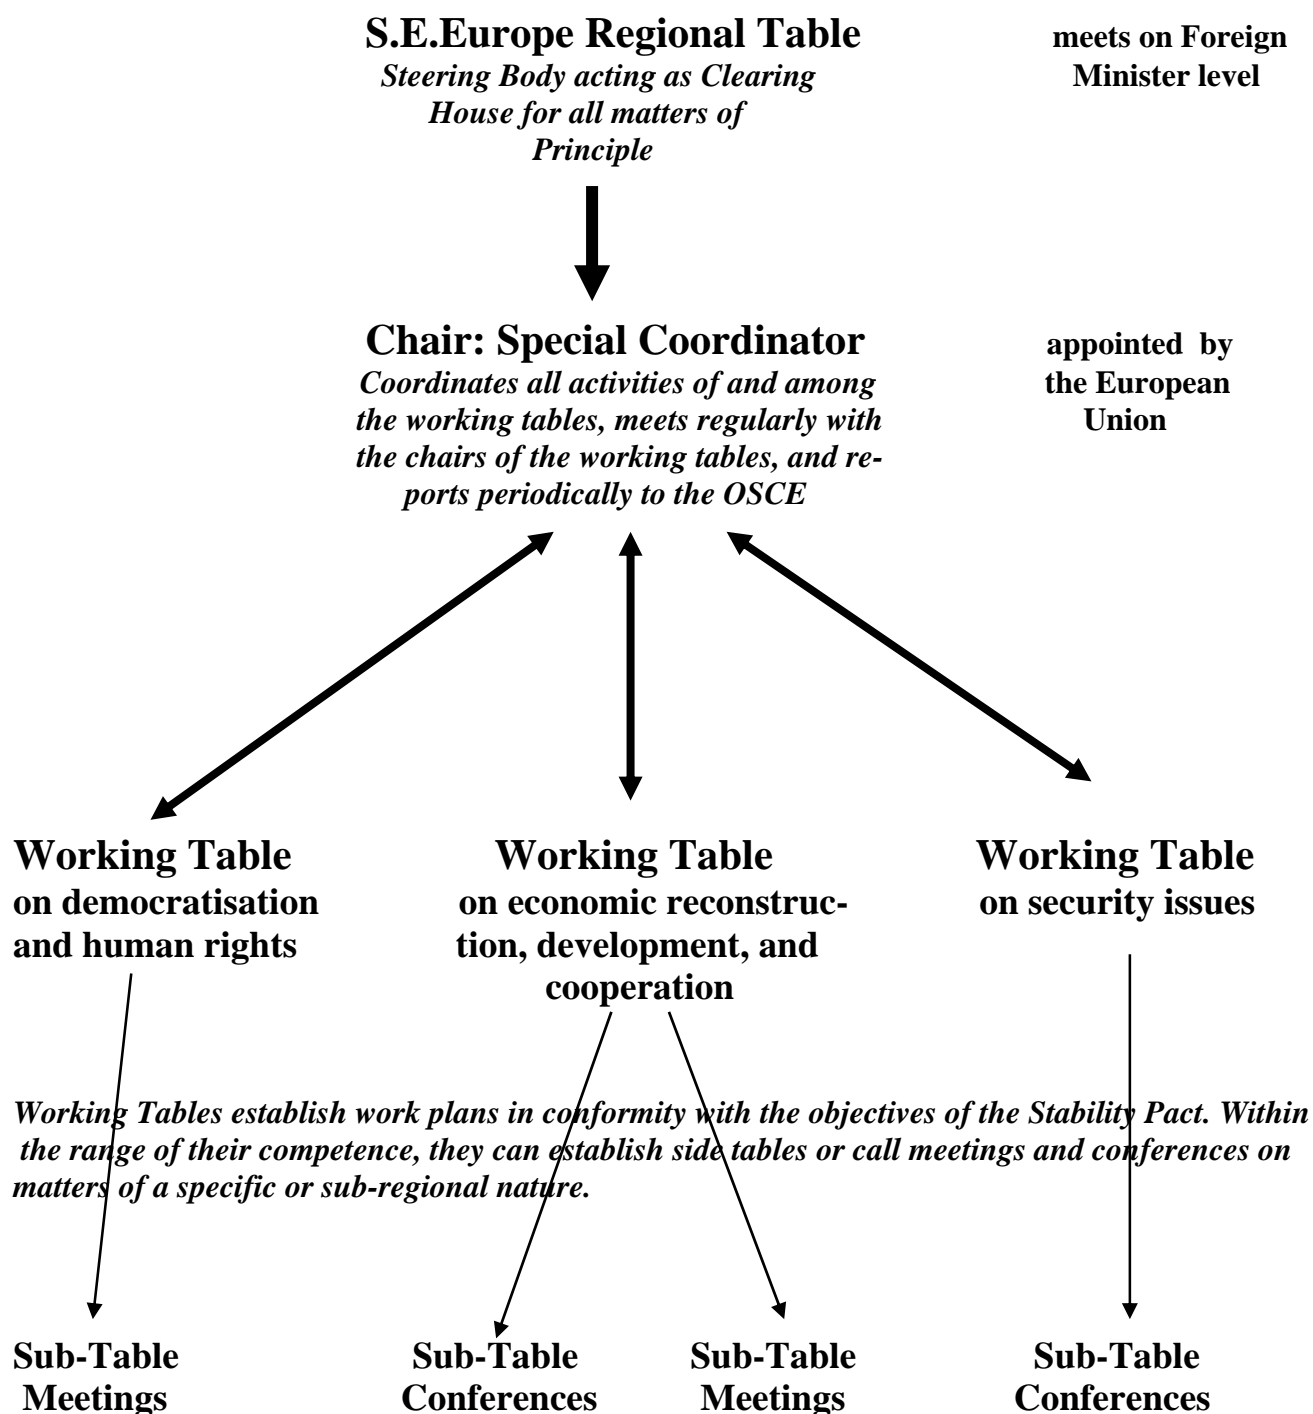 S.E.Europe Regional Table
Steering Body acting as Clearing
House for all matters of
Principle
meets on Foreign
Minister level
Chair: Special Coordinator
Coordinates all activities of and among
the working tables, meets regularly with
the chairs of the working tables, and re-
ports periodically to the OSCE
appointed by
the European
Union
Working Table
on democratisation
and human rights
Working Table
on economic reconstruc-
tion, development, and
cooperation
Working Table
on security issues
Working Tables establish work plans in conformity with the objectives of the Stability Pact. Within
the range of their competence, they can establish side tables or call meetings and conferences on
matters of a specific or sub-regional nature.
Sub-Table
Meetings
Sub-Table
Conferences
Sub-Table
Meetings
Sub-Table
Conferences